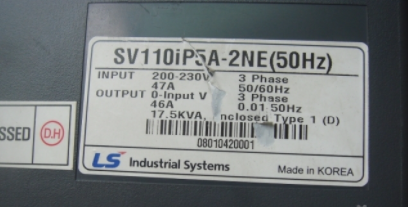 SV110iP5A-2NE(50Hz)
INPUT 200-230V 3 Phase
47A 50/60Hz
OUTPUT 0-Input V 3 Phase
46A 0.01-50Hz
17.5KVA, nclosed Type 1 (D)
08010420001
SSED D.H
LS Industrial Systems Made in KOREA